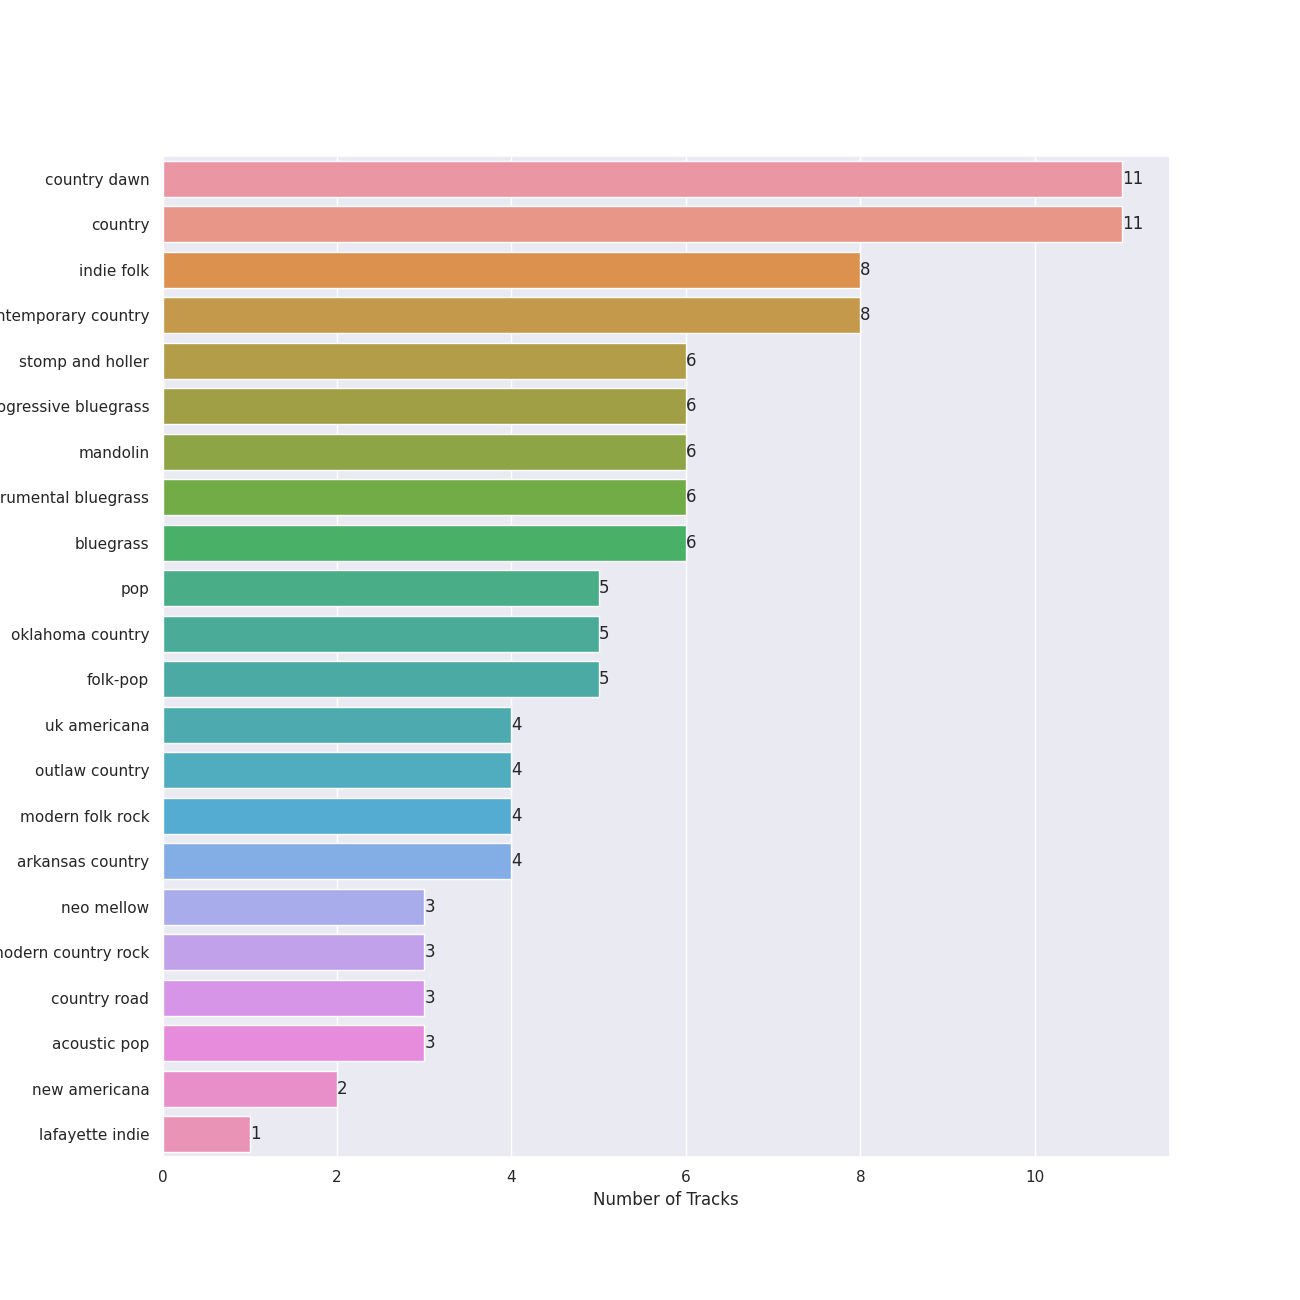 country dawn 11
country 11
indie folk 8
ntemporary country 8
stomp and holler 6
ogressive bluegrass 6
mandolin 6
rumental bluegrass 6
bluegrass 6
pop 5
oklahoma country 5
folk-pop 5
uk americana 4
outlaw country 4
modern folk rock 4
arkansas country 4
neo mellow 3
modern country rock 3
country road 3
acoustic pop 3
new americana 2
lafayette indie 1
0 2 4 6 8 10
Number of Tracks